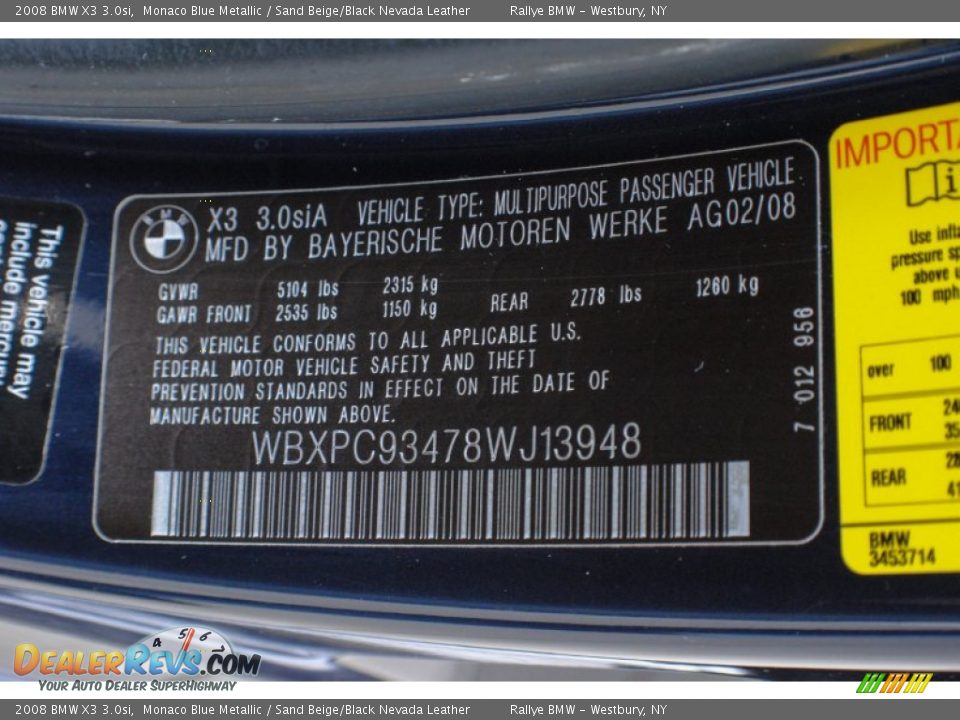 2008 BMW X3 3.0si, Monaco Blue Metallic / Sand Beige/Black Nevada Leather Rallye BMW - Westbury, NY
This vehicle may
include mercury
BMW
X3 3.0siA VEHICLE TYPE: MULTIPURPOSE PASSENGER VEHICLE
MFD BY BAYERISCHE MOTOREN WERKE AG02/08
GVWR 5104 lbs 2315 kg
GAWR FRONT 2535 lbs 1150 kg REAR 2778 lbs 1260 kg
THIS VEHICLE CONFORMS TO ALL APPLICABLE U.S.
FEDERAL MOTOR VEHICLE SAFETY AND THEFT
PREVENTION STANDARDS IN EFFECT ON THE DATE OF
MANUFACTURE SHOWN ABOVE.
WBXPC93478WJ13948
7 012 958
IMPORTA
i
Use infla
pressure sp
above
100 mph
over 100
FRONT
REAR
BMW
3453714
4 5 6
DealerRevs.com
Your Auto Dealer SuperHighway
2008 BMW X3 3.0si, Monaco Blue Metallic / Sand Beige/Black Nevada Leather Rallye BMW - Westbury, NY